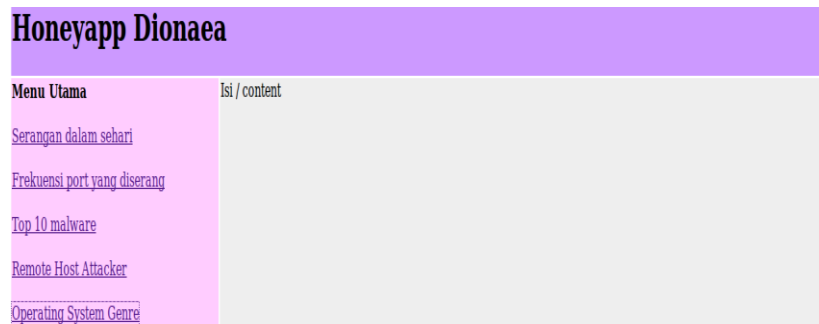 Honeyapp Dionaea
Menu Utama
Serangan dalam sehari
Frekuensi port yang diserang
Top 10 malware
Remote Host Attacker
Operating System Genre
Isi / content